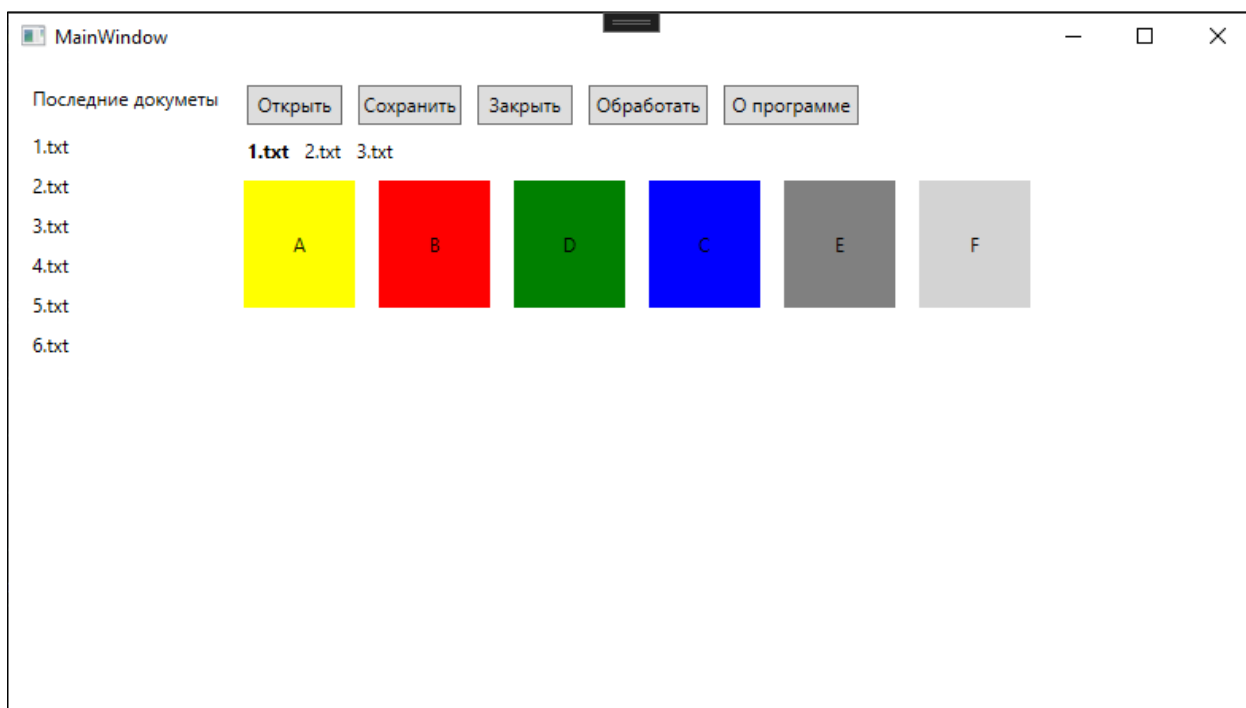 MainWindow
Последние докуметы
1.txt
2.txt
3.txt
4.txt
5.txt
6.txt
Открыть Сохранить Закрыть Обработать О программе
1.txt 2.txt 3.txt
A B D C E F